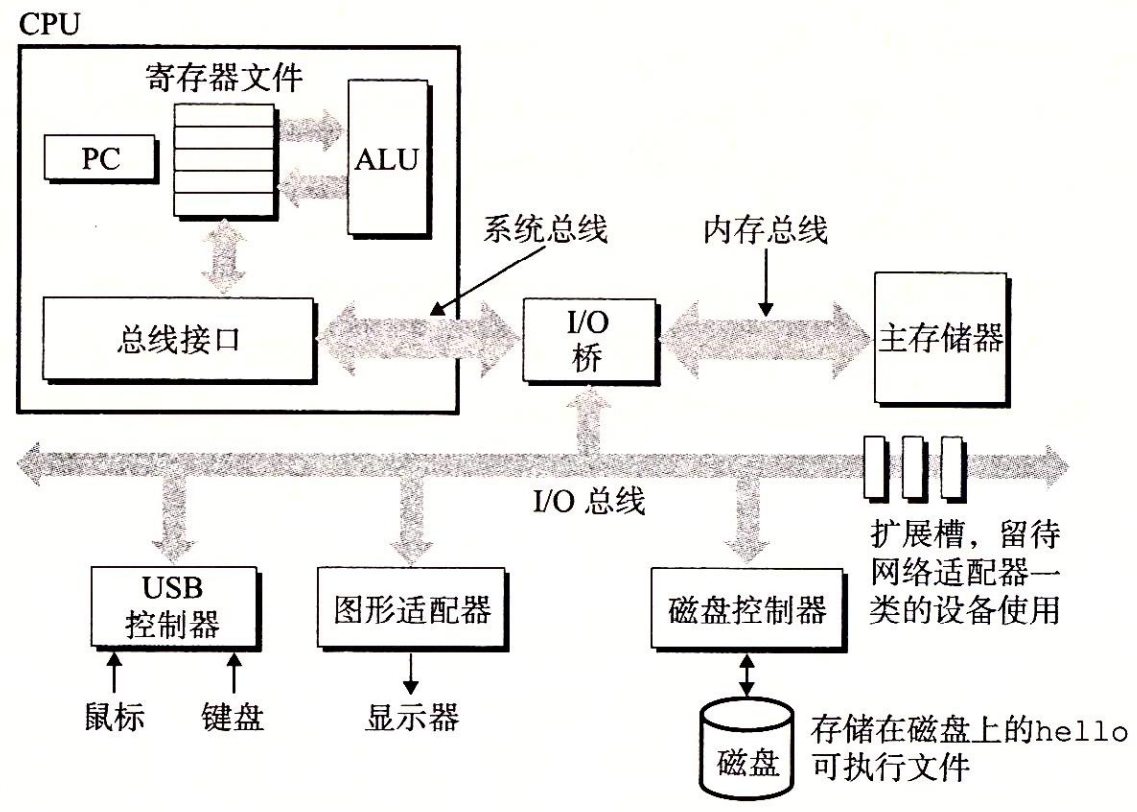 CPU
寄存器文件
PC
ALU
系统总线
内存总线
总线接口
I/O
桥
主存储器
I/O 总线
扩展槽，留待
网络适配器一
类的设备使用
USB
控制器
图形适配器
磁盘控制器
鼠标
键盘
显示器
磁盘
存储在磁盘上的hello
可执行文件